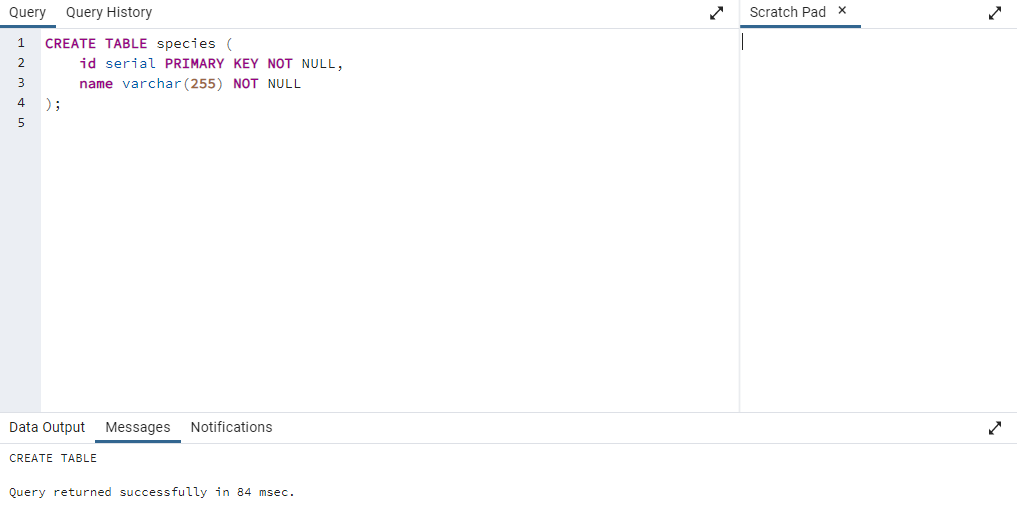 Query Query History Scratch Pad ×
1 CREATE TABLE species (
2     id serial PRIMARY KEY NOT NULL,
3     name varchar(255) NOT NULL
4 );
5
Data Output Messages Notifications
CREATE TABLE
Query returned successfully in 84 msec.